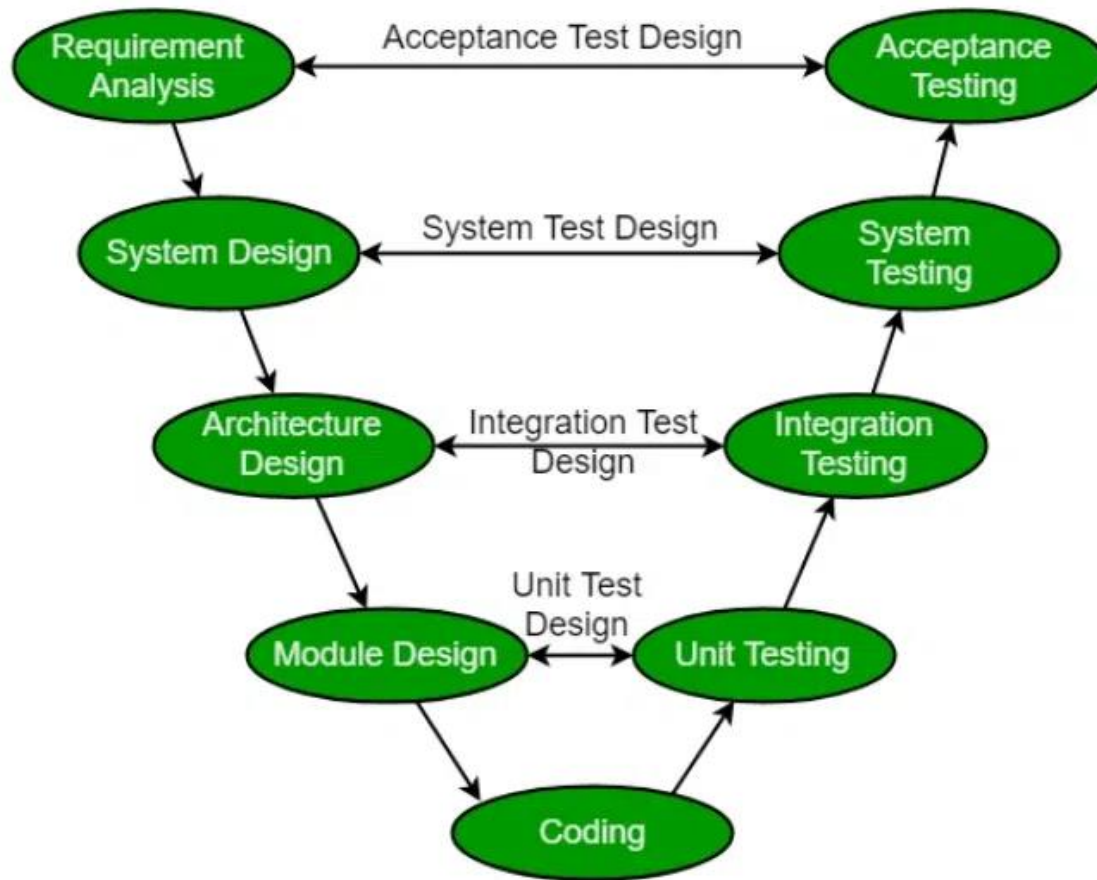 Requirement
Analysis
Acceptance Test Design
Acceptance
Testing
System Design
System Test Design
System
Testing
Architecture
Design
Integration Test
Design
Integration
Testing
Module Design
Unit Test
Design
Unit Testing
Coding